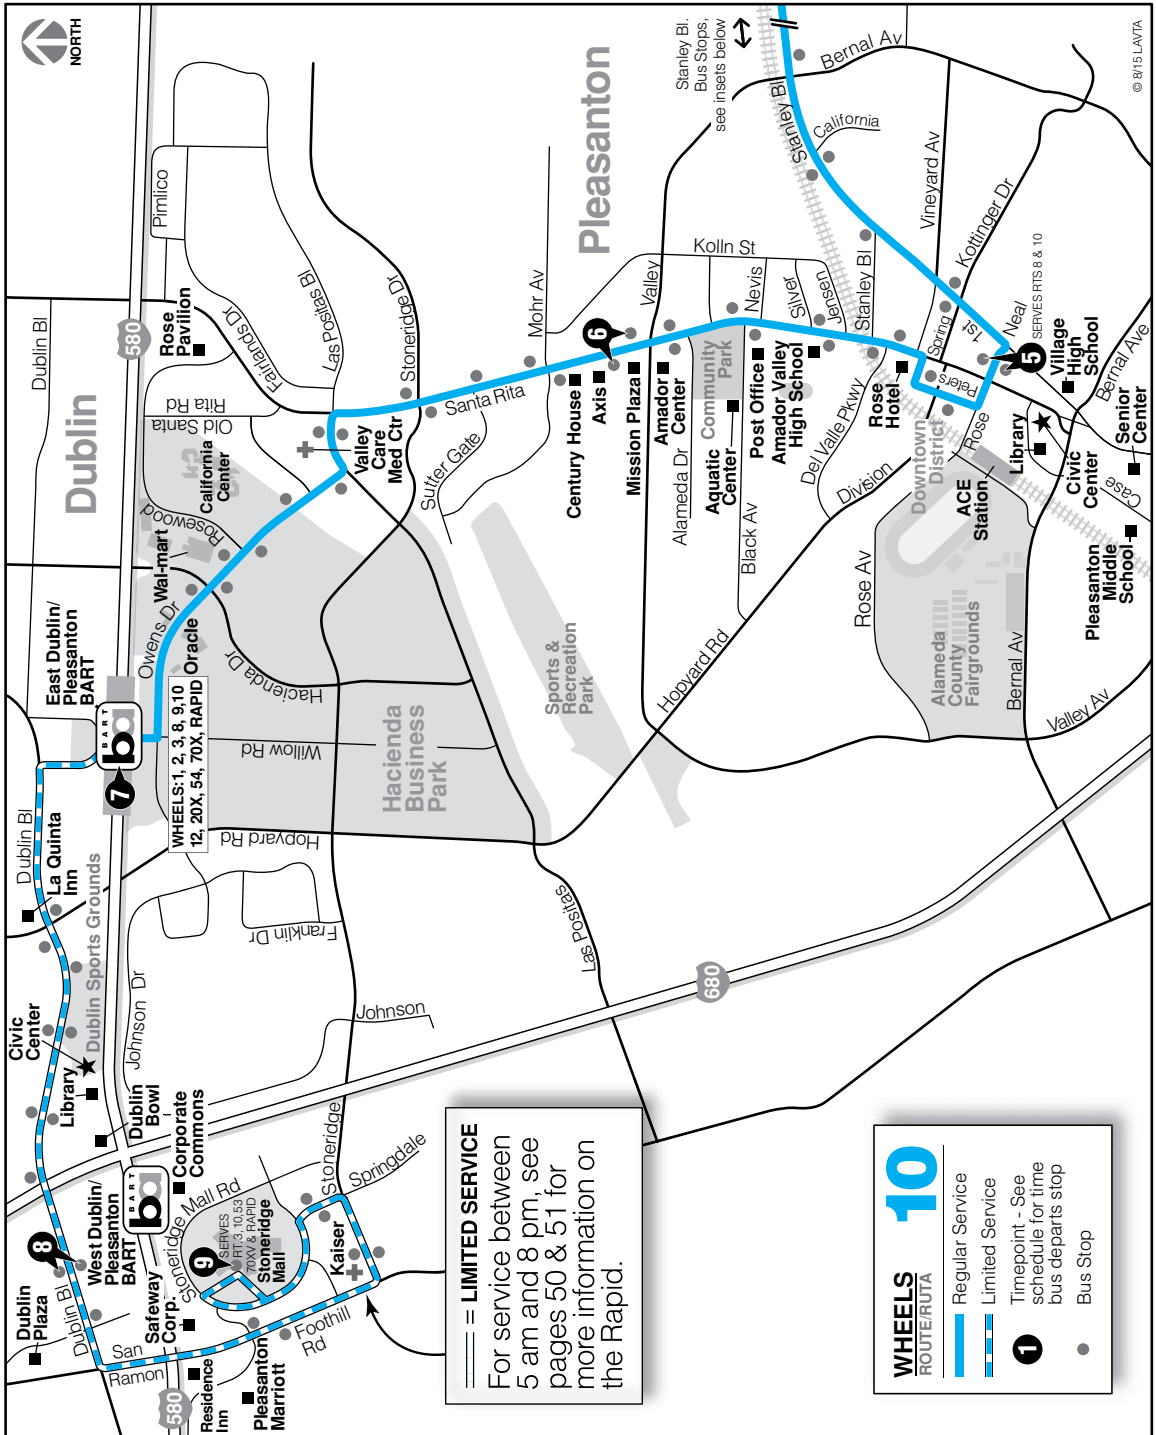 NORTH
Dublin
Pleasanton
Dublin Bl
580
Pimlico
Rose
Pavilion
Fairlands Dr
Las Positas Bl
Stoneridge Dr
Old Santa
Rita Rd
California
Center
Rosewood
Wal-mart
Owens Dr
Oracle
Hacienda Dr
Hacienda
Valley
Care
Med Ctr
Santa Rita
Sutter Gate
Mohr Av
East Dublin/
Pleasanton
BART
BART
ba
7
WHEELS:1, 2, 3, 8, 9,10
12, 20X, 54, 70X, RAPID
Willow Rd
Hacienda
Business
Park
Hopyard Rd
Sports &
Recreation
Park
6
Century House
Axis
Mission Plaza
Amador
Center
Valley
Alameda Dr
Community
Park
Aquatic
Center
Kolln St
Nevis
Post Office
Black Av
Amador Valley
High School
Silver
Jensen
Stanley Bl
Del Valle Pkwy
Division
Hopyard Rd
Rose
Hotel
Downtown
District
Spring
Peters
Rose
1st
Neal
5
SERVES RTS 8 & 10
Stanley Bl.
Bus Stops,
see insets below
Stanley Bl
California
Bernal Av
Vineyard Av
Kottinger Dr
Village
High
School
Bernal Ave
Library
Civic
Center
Senior
Center
Case
ACE
Station
Pleasanton
Middle
School
Rose Av
Alameda
County
Fairgrounds
Bernal Av
Valley Av
© 8/15 LAVTA
Dublin Bl
La Quinta
Inn
Dublin Sports Grounds
Civic
Center
Library
Dublin
Bowl
Johnson Dr
Franklin Dr
Johnson
Las Positas
680
Corporate
Commons
BART
ba
West Dublin/
Pleasanton
BART
8
Dublin
Plaza
Dublin Bl
Safeway
Corp.
Stoneridge Mall Rd
9
SERVES
RT.3, 10,53
70XV & RAPID
Stoneridge
Mall
Stoneridge
Springdale
Kaiser
Foothill
Rd
San
Ramon
580
Residence
Inn
Pleasanton
Marriott
= LIMITED SERVICE
For service between
5 am and 8 pm, see
pages 50 & 51 for
more information on
the Rapid.
WHEELS 10
ROUTE/RUTA
Regular Service
Limited Service
1
Timepoint - See
schedule for time
bus departs stop
Bus Stop